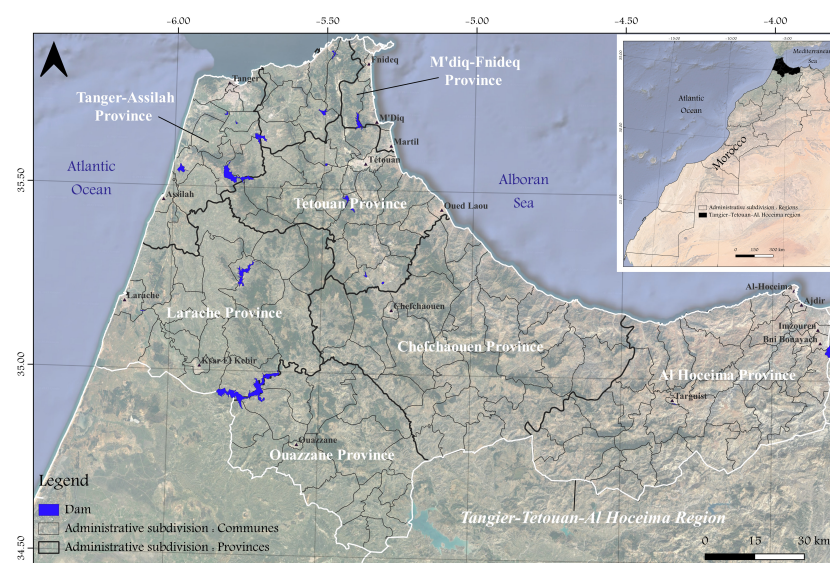 -6.00
-5.50
-5.00
-4.50
-4.00
35.50
35.00
34.50
Tanger-Assilah
Province
M'diq-Fnideq
Province
Fnideq
Tanger
M'Diq
Martil
Tétouan
Atlantic
Ocean
Alboran
Sea
Assilah
Tetouan Province
Oued Laou
Larache
Larache Province
Chefchaouen
Chefchaouen Province
Ksar El Kebir
Al-Hoceima
Ajdir
Imzouren
Bni Bouayach
Al Hoceima Province
Targuist
Ouazzane
Ouazzane Province
Tangier-Tetouan-Al Hoceima Region
Legend
Dam
Administrative subdivision : Communes
Administrative subdivision : Provinces
0 15 30 km
Mediterranean
Sea
Atlantic
Ocean
Morocco
Administrative subdivision : Regions
Tangier-Tetouan-Al Hoceima region